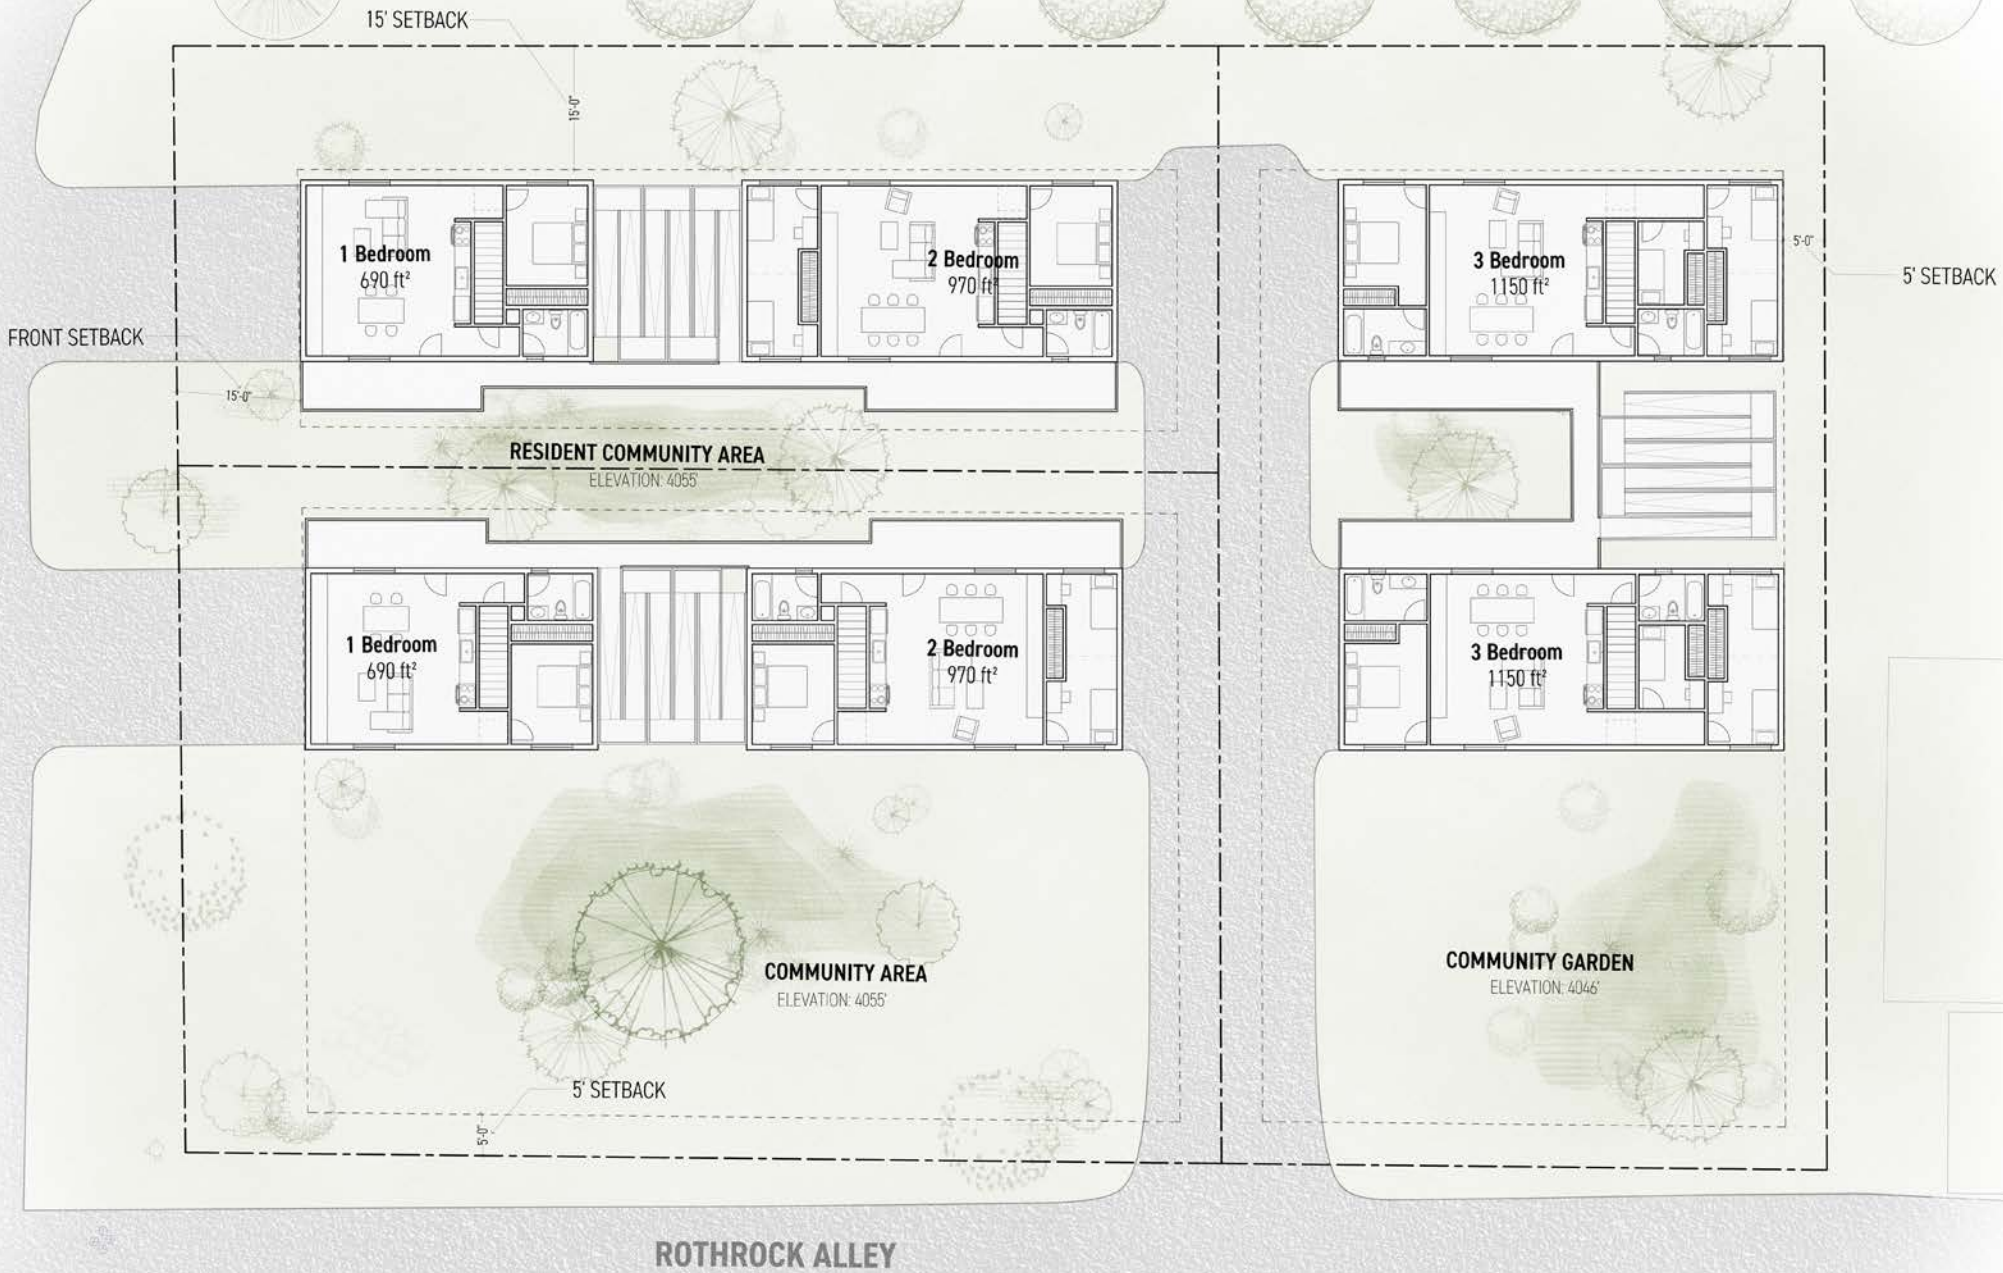 15' SETBACK
15'-0"
1 Bedroom
690 ft²
2 Bedroom
970 ft²
3 Bedroom
1150 ft²
5'-0"
5' SETBACK
FRONT SETBACK
15'-0"
RESIDENT COMMUNITY AREA
ELEVATION: 4055'
1 Bedroom
690 ft²
2 Bedroom
970 ft²
3 Bedroom
1150 ft²
COMMUNITY AREA
ELEVATION: 4055'
COMMUNITY GARDEN
ELEVATION: 4046'
5' SETBACK
5'-0"
ROTHROCK ALLEY